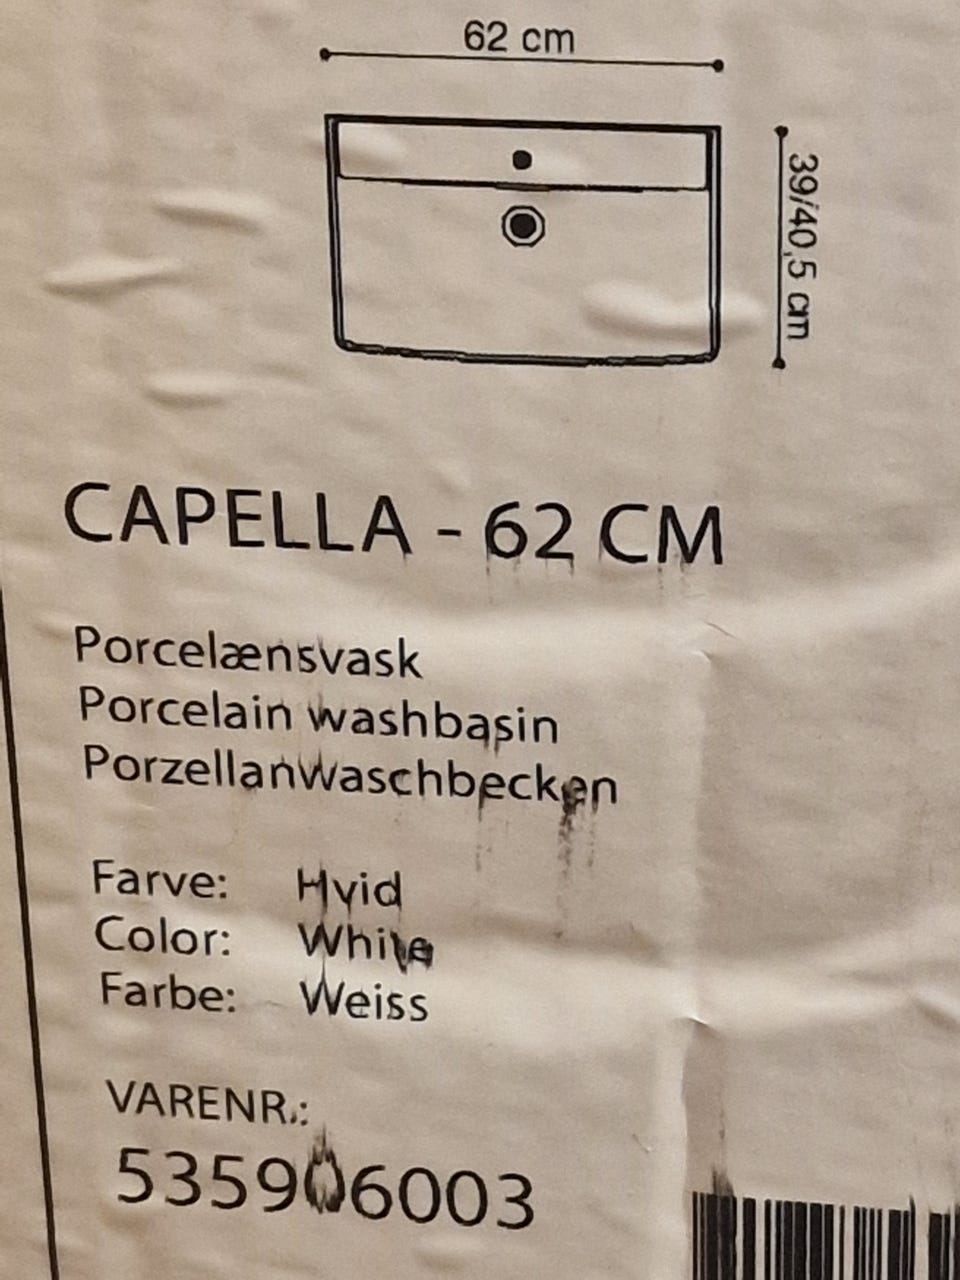 62 cm
39/40,5 cm
CAPELLA - 62 CM
Porcelænsvask
Porcelain washbasin
Porzellanwaschbecken
Farve: Hvid
Color: White
Farbe: Weiss
VARENR.:
535906003